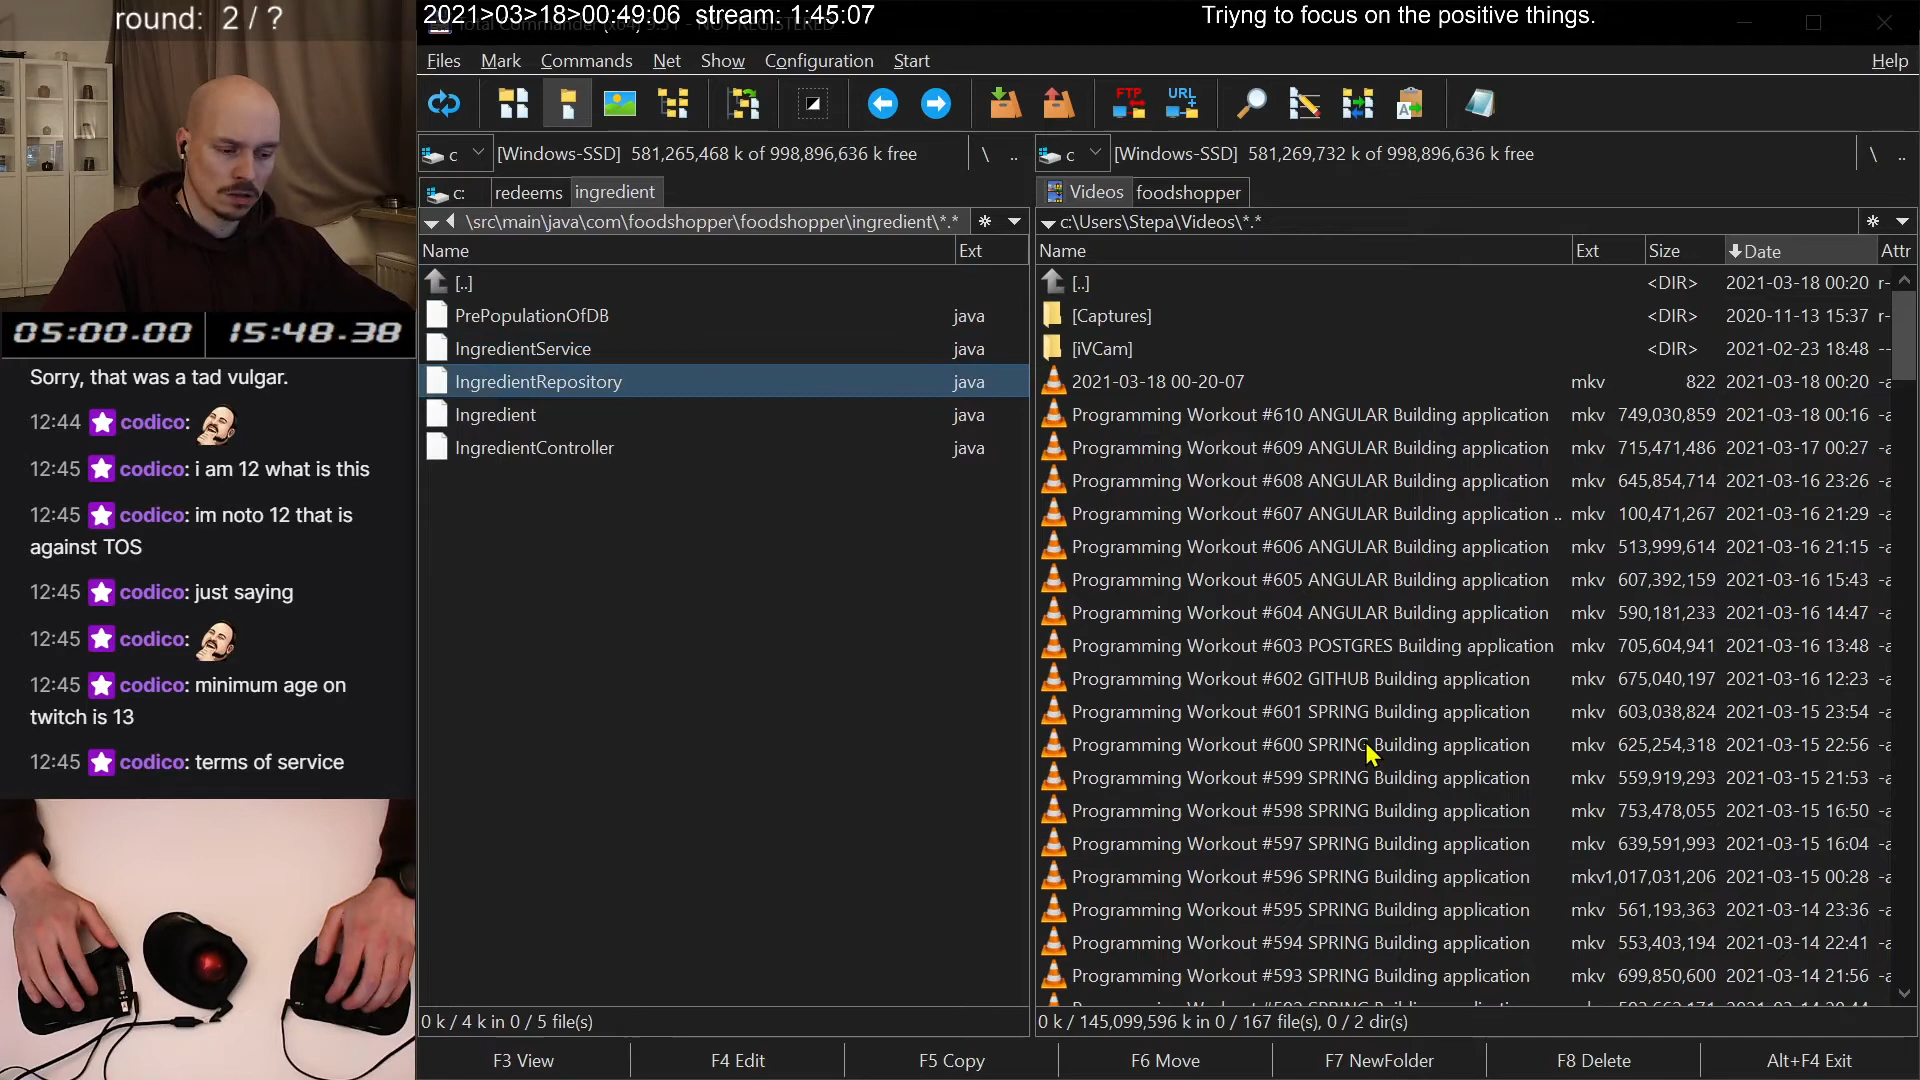 round: 2 / ?
2021>03>18>00:49:06 stream: 1:45:07
Triyng to focus on the positive things.
Files Mark Commands Net Show Configuration Start Help
FTP URL
c [Windows-SSD] 581,265,468 k of 998,896,636 k free \ ..
c [Windows-SSD] 581,269,732 k of 998,896,636 k free \ ..
c: redeems ingredient
Videos foodshopper
\src\main\java\com\foodshopper\foodshopper\ingredient\*.* *
c:\Users\Stepa\Videos\*.* *
Name Ext
[..]
PrePopulationOfDB java
IngredientService java
IngredientRepository java
Ingredient java
IngredientController java
Name Ext Size Date Attr
[..] <DIR> 2021-03-18 00:20 r-
[Captures] <DIR> 2020-11-13 15:37 r-
[iVCam] <DIR> 2021-02-23 18:48 --
2021-03-18 00-20-07 mkv 822 2021-03-18 00:20 -a
Programming Workout #610 ANGULAR Building application mkv 749,030,859 2021-03-18 00:16 -a
Programming Workout #609 ANGULAR Building application mkv 715,471,486 2021-03-17 00:27 -a
Programming Workout #608 ANGULAR Building application mkv 645,854,714 2021-03-16 23:26 -a
Programming Workout #607 ANGULAR Building application .. mkv 100,471,267 2021-03-16 21:29 -a
Programming Workout #606 ANGULAR Building application mkv 513,999,614 2021-03-16 21:15 -a
Programming Workout #605 ANGULAR Building application mkv 607,392,159 2021-03-16 15:43 -a
Programming Workout #604 ANGULAR Building application mkv 590,181,233 2021-03-16 14:47 -a
Programming Workout #603 POSTGRES Building application mkv 705,604,941 2021-03-16 13:48 -a
Programming Workout #602 GITHUB Building application mkv 675,040,197 2021-03-16 12:23 -a
Programming Workout #601 SPRING Building application mkv 603,038,824 2021-03-15 23:54 -a
Programming Workout #600 SPRING Building application mkv 625,254,318 2021-03-15 22:56 -a
Programming Workout #599 SPRING Building application mkv 559,919,293 2021-03-15 21:53 -a
Programming Workout #598 SPRING Building application mkv 753,478,055 2021-03-15 16:50 -a
Programming Workout #597 SPRING Building application mkv 639,591,993 2021-03-15 16:04 -a
Programming Workout #596 SPRING Building application mkv 1,017,031,206 2021-03-15 00:28 -a
Programming Workout #595 SPRING Building application mkv 561,193,363 2021-03-14 23:36 -a
Programming Workout #594 SPRING Building application mkv 553,403,194 2021-03-14 22:41 -a
Programming Workout #593 SPRING Building application mkv 699,850,600 2021-03-14 21:56 -a
0 k / 4 k in 0 / 5 file(s)
0 k / 145,099,596 k in 0 / 167 file(s), 0 / 2 dir(s)
F3 View F4 Edit F5 Copy F6 Move F7 NewFolder F8 Delete Alt+F4 Exit
05:00.00 15:48.38
Sorry, that was a tad vulgar.
12:44 codico:
12:45 codico: i am 12 what is this
12:45 codico: im noto 12 that is
against TOS
12:45 codico: just saying
12:45 codico:
12:45 codico: minimum age on
twitch is 13
12:45 codico: terms of service